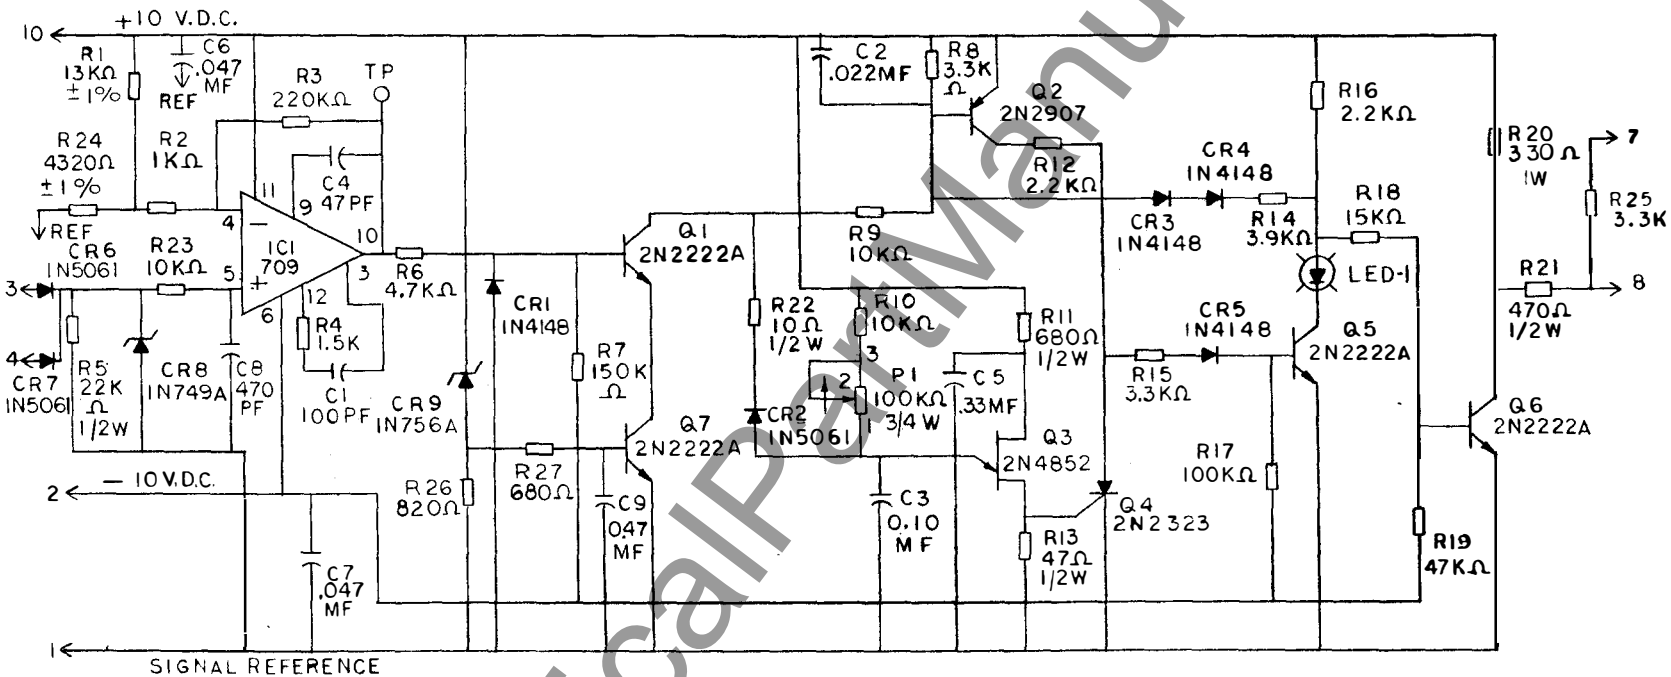 +10 V.D.C.
10
R1
13KΩ
±1%
C6
.047
MF
REF
R3
220KΩ
TP
R24
4320Ω
±1%
R2
1KΩ
C4
47PF
11
9
4
−
10
REF
CR6
1N5061
R23
10KΩ
IC1
709
5
+
3
12
6
R6
4.7KΩ
3
4
CR7
1N5061
R5
22K
Ω
1/2W
CR8
1N749A
C8
470
PF
R4
1.5K
C1
100PF
CR1
1N4148
CR9
1N756A
R7
150K
Ω
Q1
2N2222A
Q7
2N2222A
R27
680Ω
R26
820Ω
C9
.047
MF
2
− 10V.D.C.
C7
.047
MF
1
SIGNAL REFERENCE
C2
.022MF
R8
3.3K
Ω
Q2
2N2907
R12
2.2KΩ
R9
10KΩ
R22
10Ω
1/2W
R10
10KΩ
3
2
1
P1
100KΩ
3/4W
CR2
1N5061
C5
.33MF
R11
680Ω
1/2W
Q3
2N4852
C3
0.10
MF
R13
47Ω
1/2W
Q4
2N2323
CR4
1N4148
CR3
1N4148
R14
3.9KΩ
R16
2.2KΩ
R18
15KΩ
LED-1
CR5
1N4148
R15
3.3KΩ
Q5
2N2222A
R17
100KΩ
R19
47KΩ
R20
330Ω
1W
7
R25
3.3K
R21
470Ω
1/2W
8
Q6
2N2222A
calPartManu